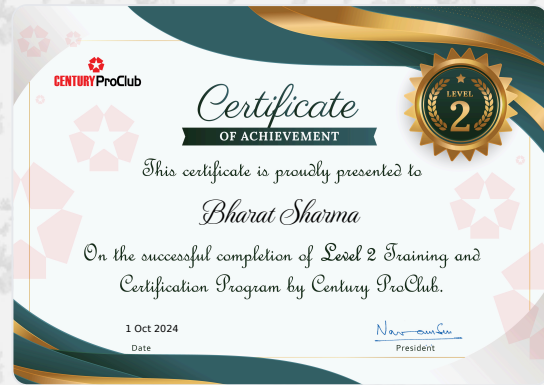 CENTURY ProClub
Certificate
OF ACHIEVEMENT
LEVEL
2
This certificate is proudly presented to
Bharat Sharma
On the successful completion of Level 2 Training and
Certification Program by Century ProClub.
1 Oct 2024
Date
President